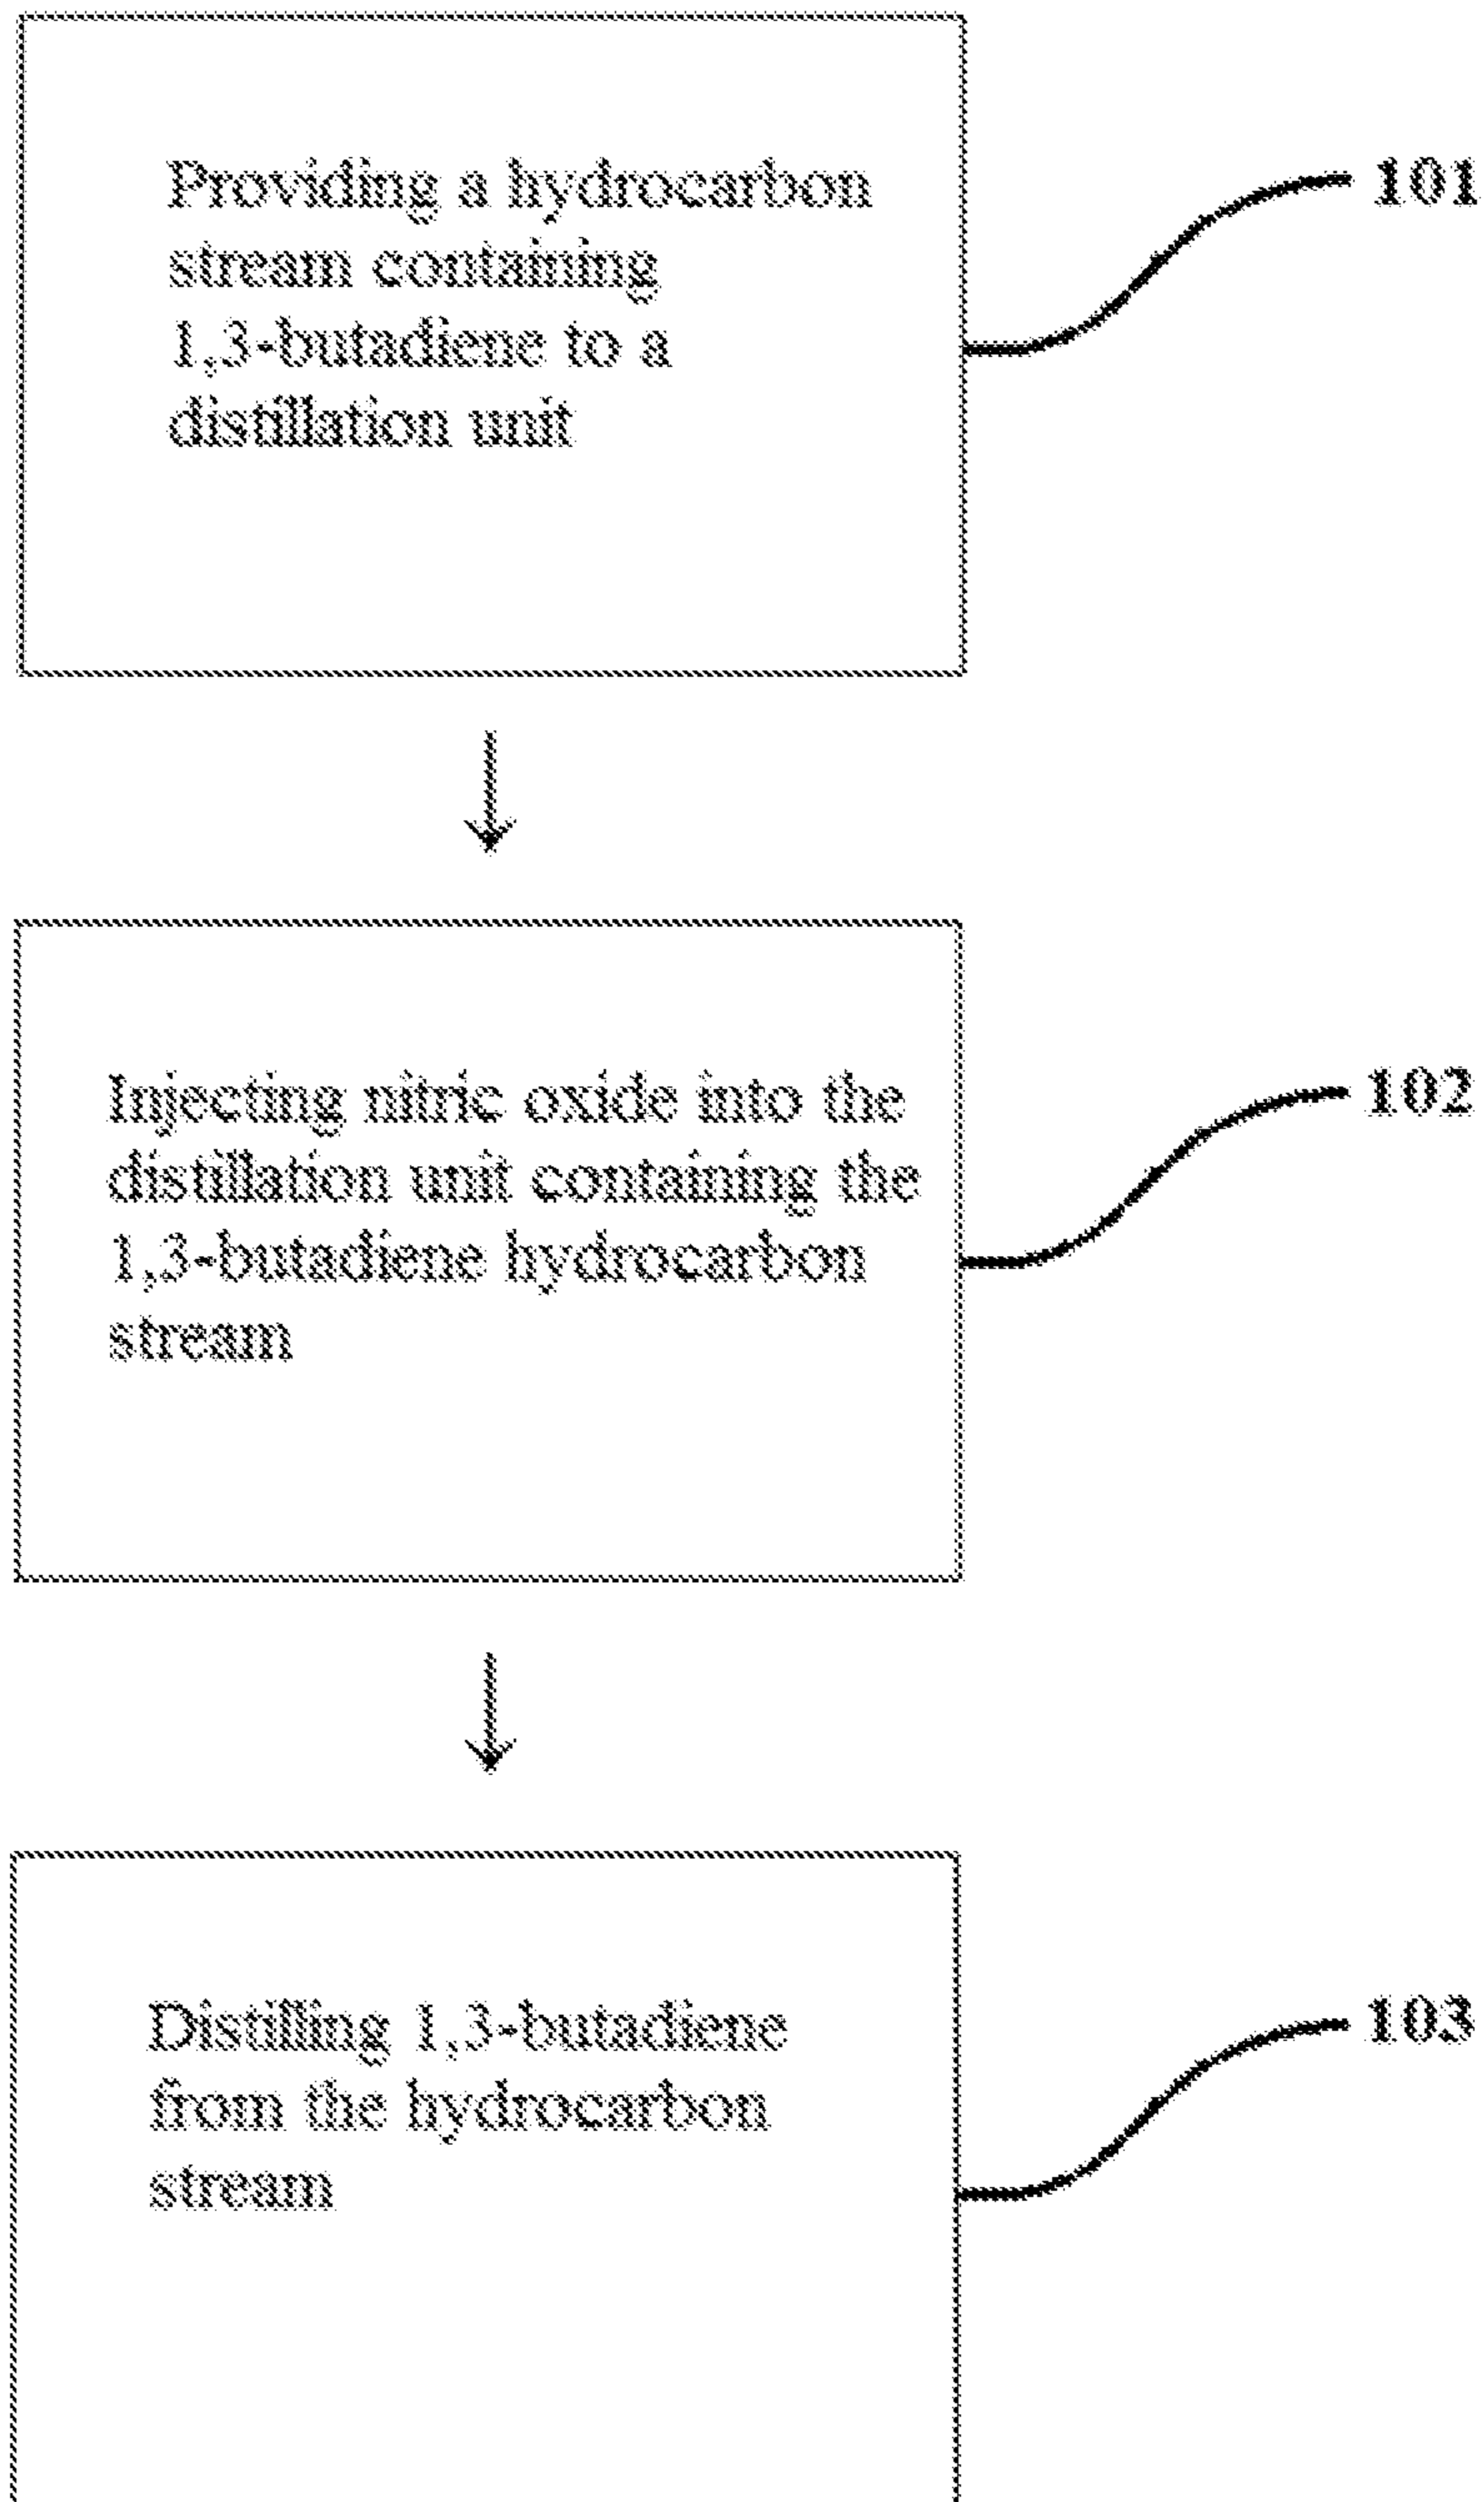 Providing a hydrocarbon
stream containing
1,3-butadiene to a
distillation unit
101
Injecting nitric oxide into the
distillation unit containing the
1,3-butadiene hydrocarbon
stream
102
Distilling 1,3-butadiene
from the hydrocarbon
stream
103